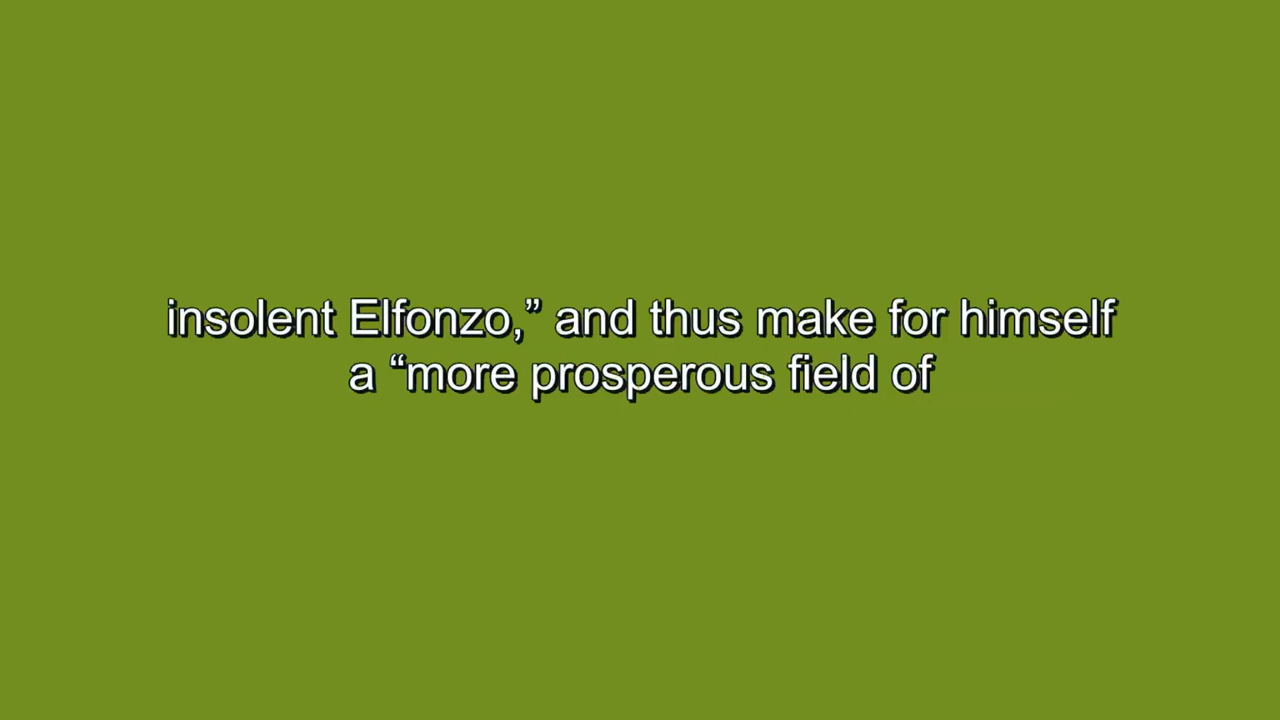 insolent Elfonzo,” and thus make for himself
a “more prosperous field of